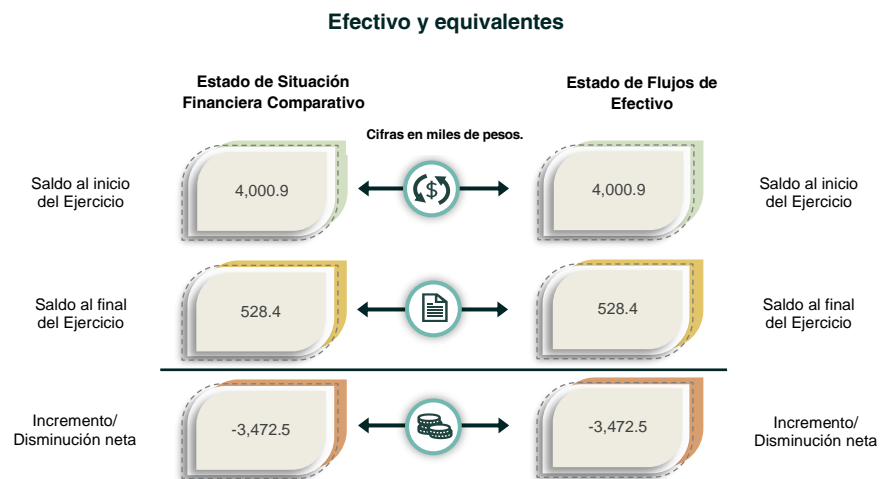 Efectivo y equivalentes
Estado de Situación
Financiera Comparativo
Estado de Flujos de
Efectivo
Cifras en miles de pesos.
Saldo al inicio
del Ejercicio
4,000.9
$
4,000.9
Saldo al inicio
del Ejercicio
Saldo al final
del Ejercicio
528.4
528.4
Saldo al final
del Ejercicio
Incremento/
Disminución neta
-3,472.5
-3,472.5
Incremento/
Disminución neta